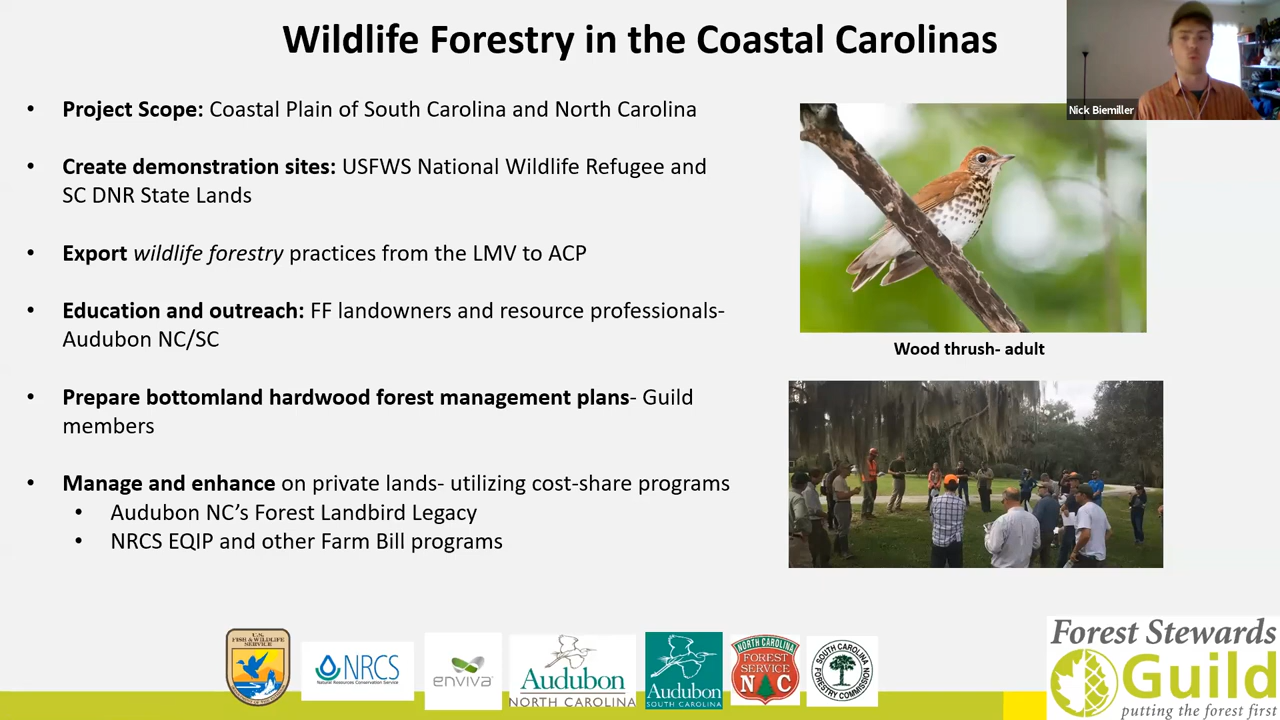 Wildlife Forestry in the Coastal Carolinas
Nick Biemiller
• Project Scope: Coastal Plain of South Carolina and North Carolina
• Create demonstration sites: USFWS National Wildlife Refugee and
SC DNR State Lands
• Export wildlife forestry practices from the LMV to ACP
• Education and outreach: FF landowners and resource professionals-
Audubon NC/SC
• Prepare bottomland hardwood forest management plans- Guild
members
• Manage and enhance on private lands- utilizing cost-share programs
• Audubon NC’s Forest Landbird Legacy
• NRCS EQIP and other Farm Bill programs
Wood thrush- adult
U.S.
FISH & WILDLIFE
SERVICE
NRCS
Natural Resources Conservation Service
enviva
Audubon
NORTH CAROLINA
Audubon
SOUTH CAROLINA
NORTH CAROLINA
FOREST
SERVICE
N C
SOUTH CAROLINA
FORESTRY COMMISSION
Forest Stewards
Guild
putting the forest first